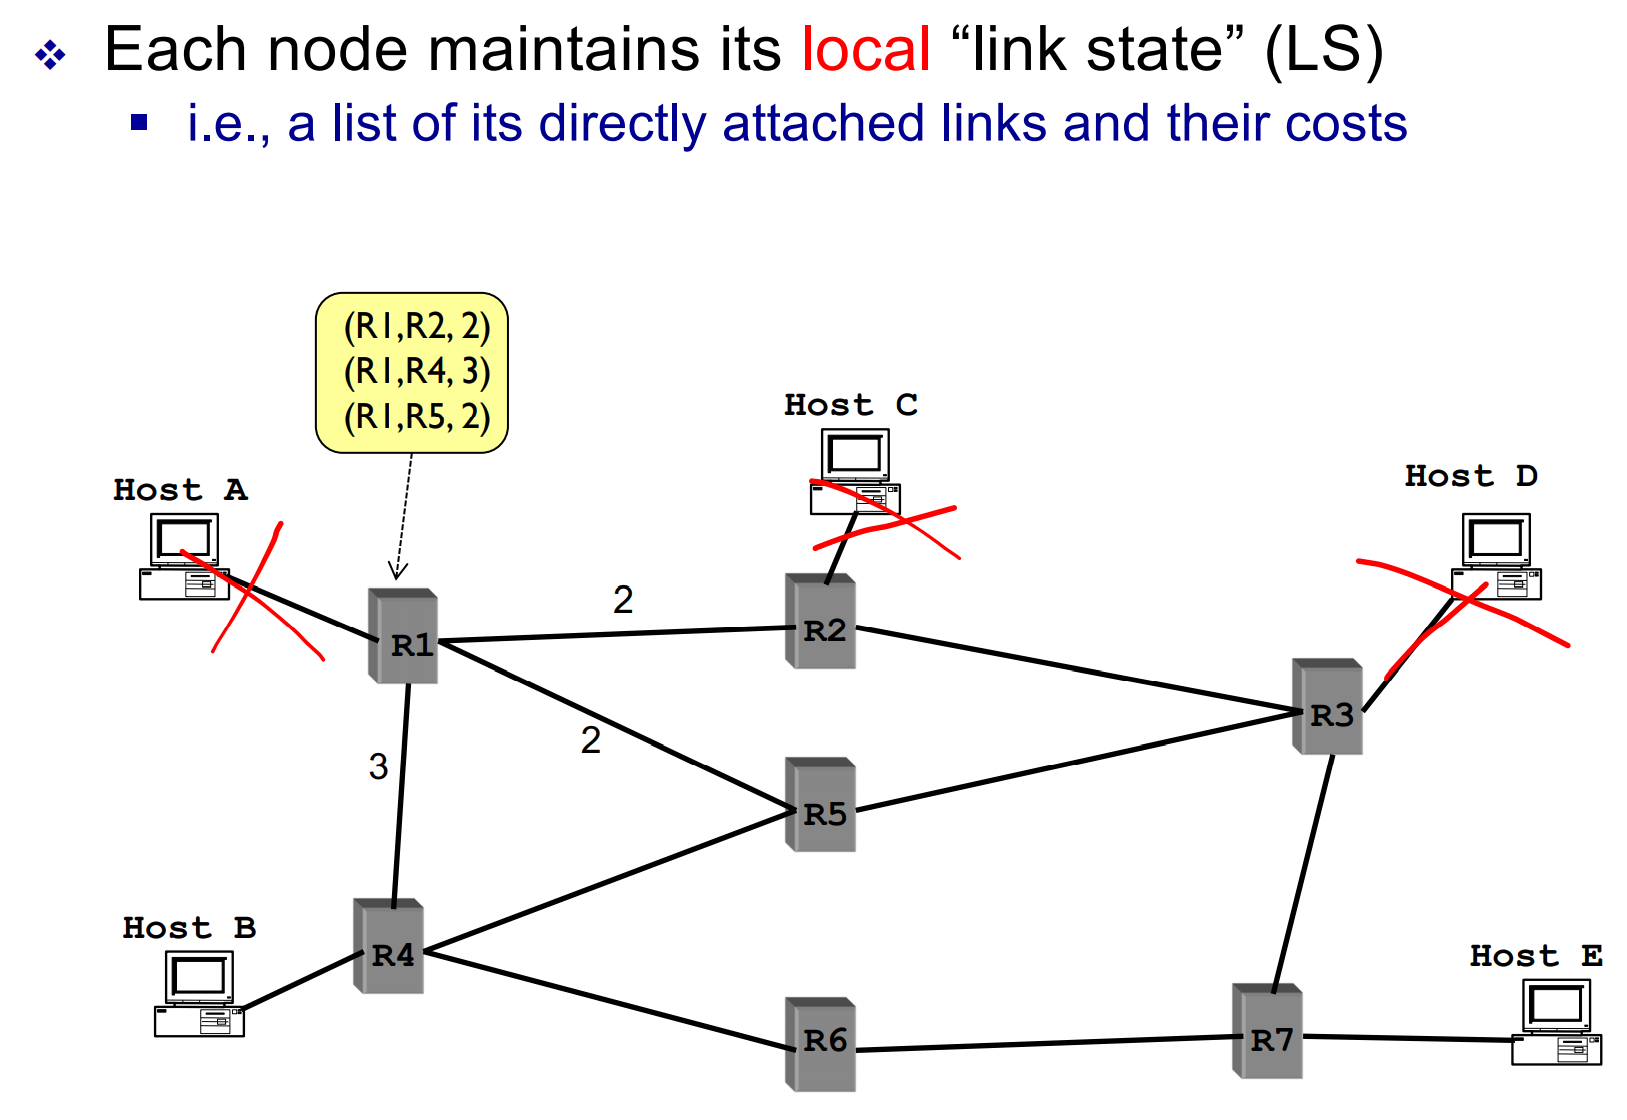 Each node maintains its local “link state” (LS)
i.e., a list of its directly attached links and their costs
(R1,R2, 2)
(R1,R4, 3)
(R1,R5, 2)
Host C
Host A
Host D
2
R1
R2
R3
2
3
R5
Host B
R4
Host E
R6
R7